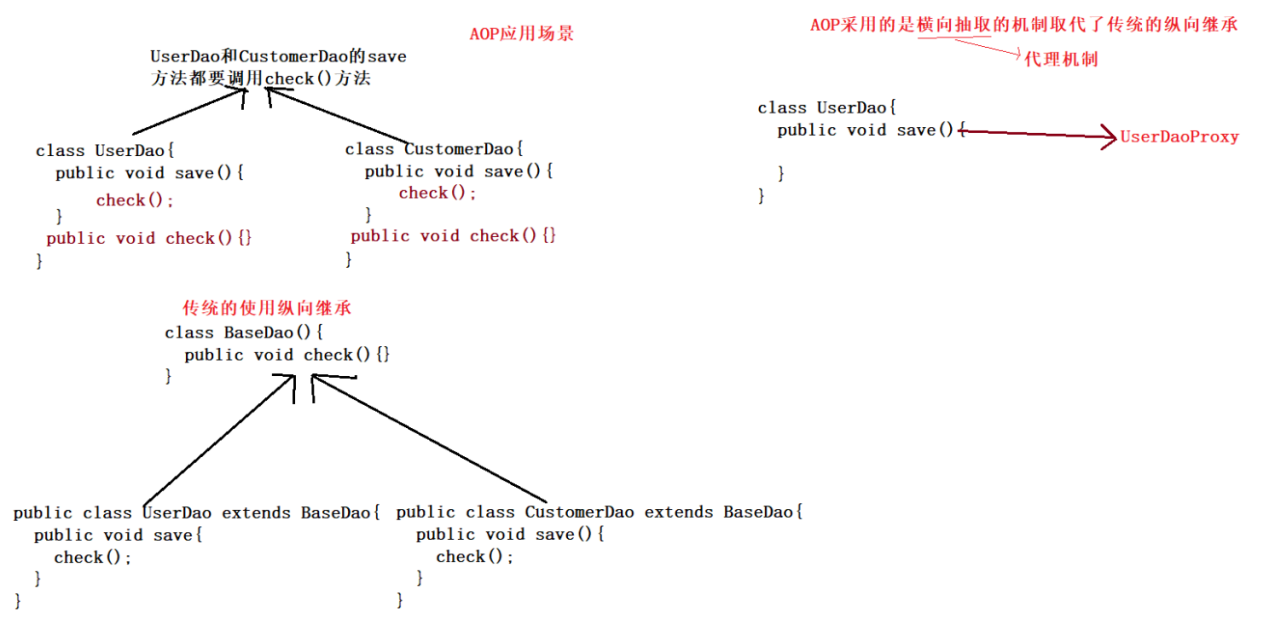 AOP应用场景
UserDao和CustomerDao的save
方法都要调用check()方法
class UserDao{
public void save(){
check();
}
public void check(){}
}
class CustomerDao{
public void save(){
check();
}
public void check(){}
}
传统的使用纵向继承
class BaseDao(){
public void check(){}
}
public class UserDao extends BaseDao{
public void save{
check();
}
}
public class CustomerDao extends BaseDao{
public void save(){
check();
}
}
AOP采用的是横向抽取的机制取代了传统的纵向继承
代理机制
class UserDao{
public void save(){
UserDaoProxy
}
}